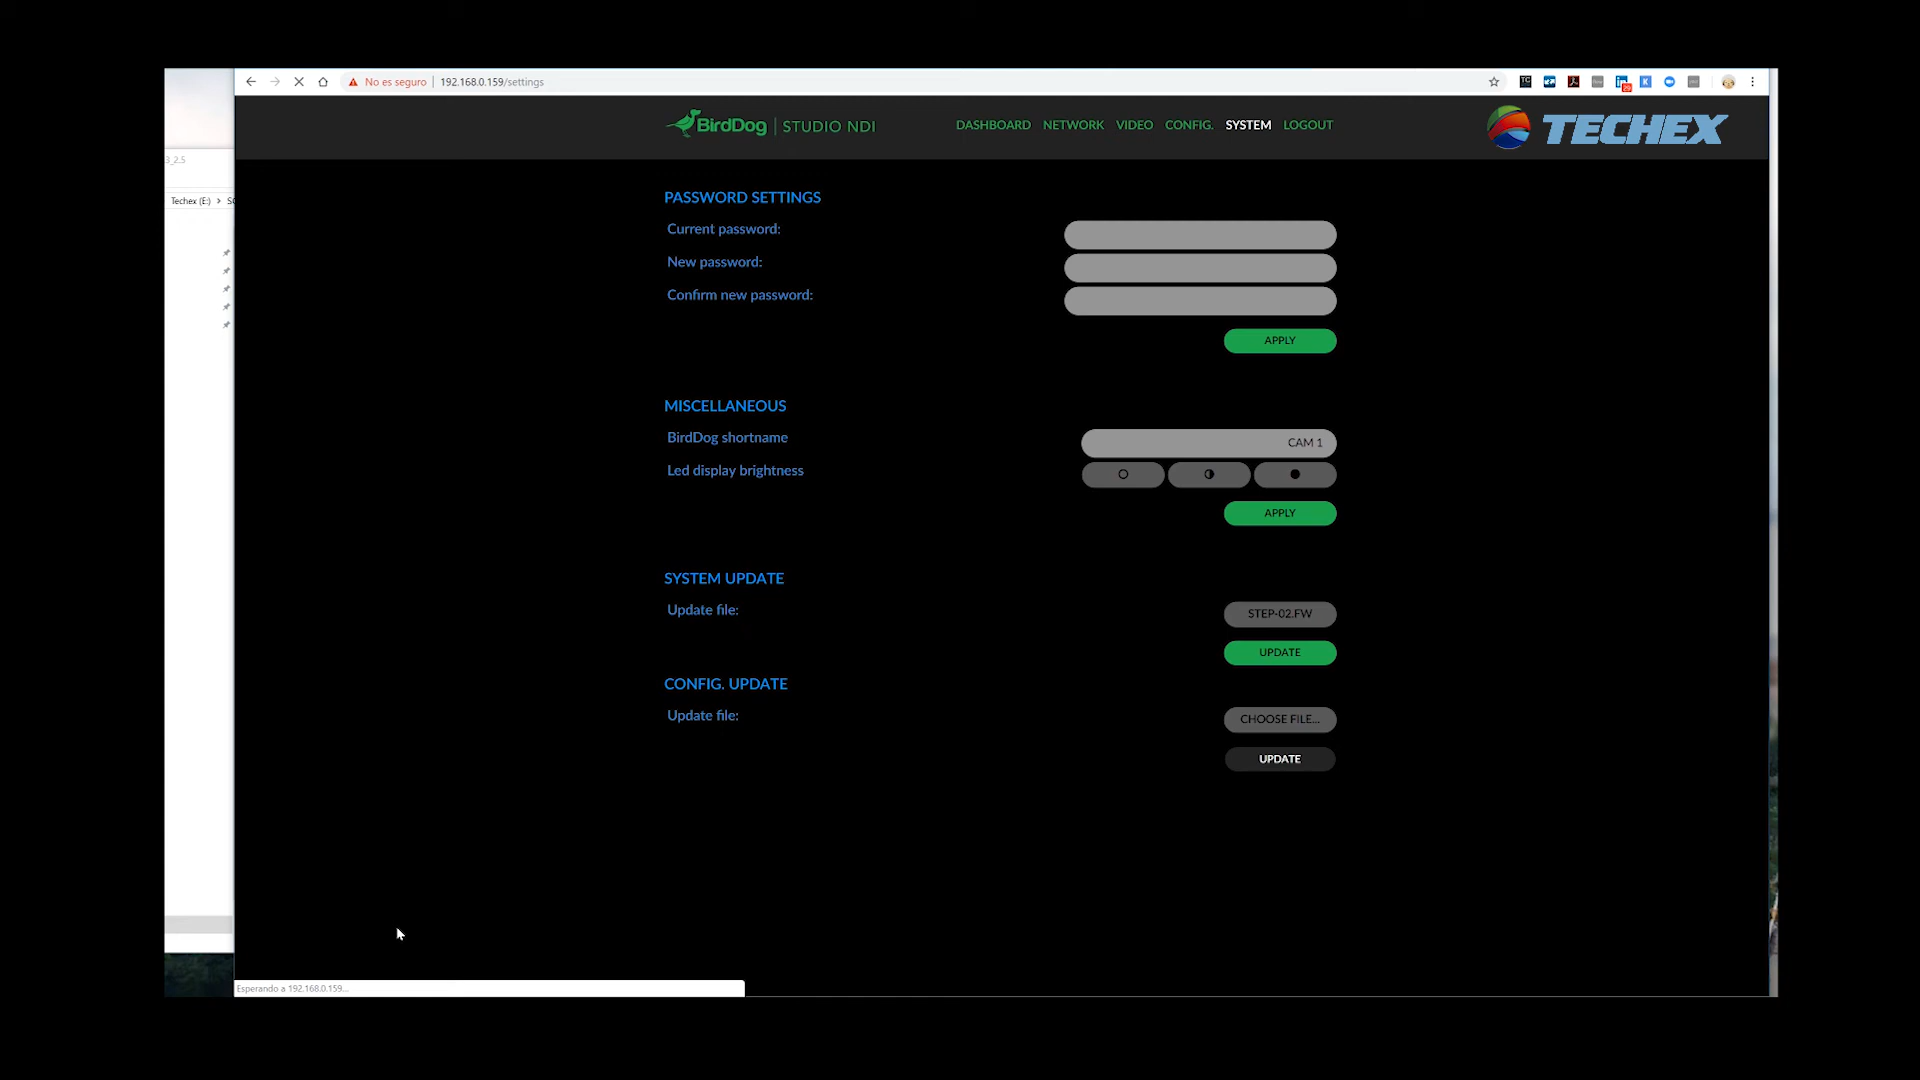 No es seguro | 192.168.0.159/settings
BirdDog | STUDIO NDI
DASHBOARD NETWORK VIDEO CONFIG. SYSTEM LOGOUT
TECHEX
3_2.5
Techex (E:) > S
PASSWORD SETTINGS
Current password:
New password:
Confirm new password:
APPLY
MISCELLANEOUS
BirdDog shortname
CAM 1
Led display brightness
APPLY
SYSTEM UPDATE
Update file:
STEP-02.FW
UPDATE
CONFIG. UPDATE
Update file:
CHOOSE FILE...
UPDATE
Esperando a 192.168.0.159...